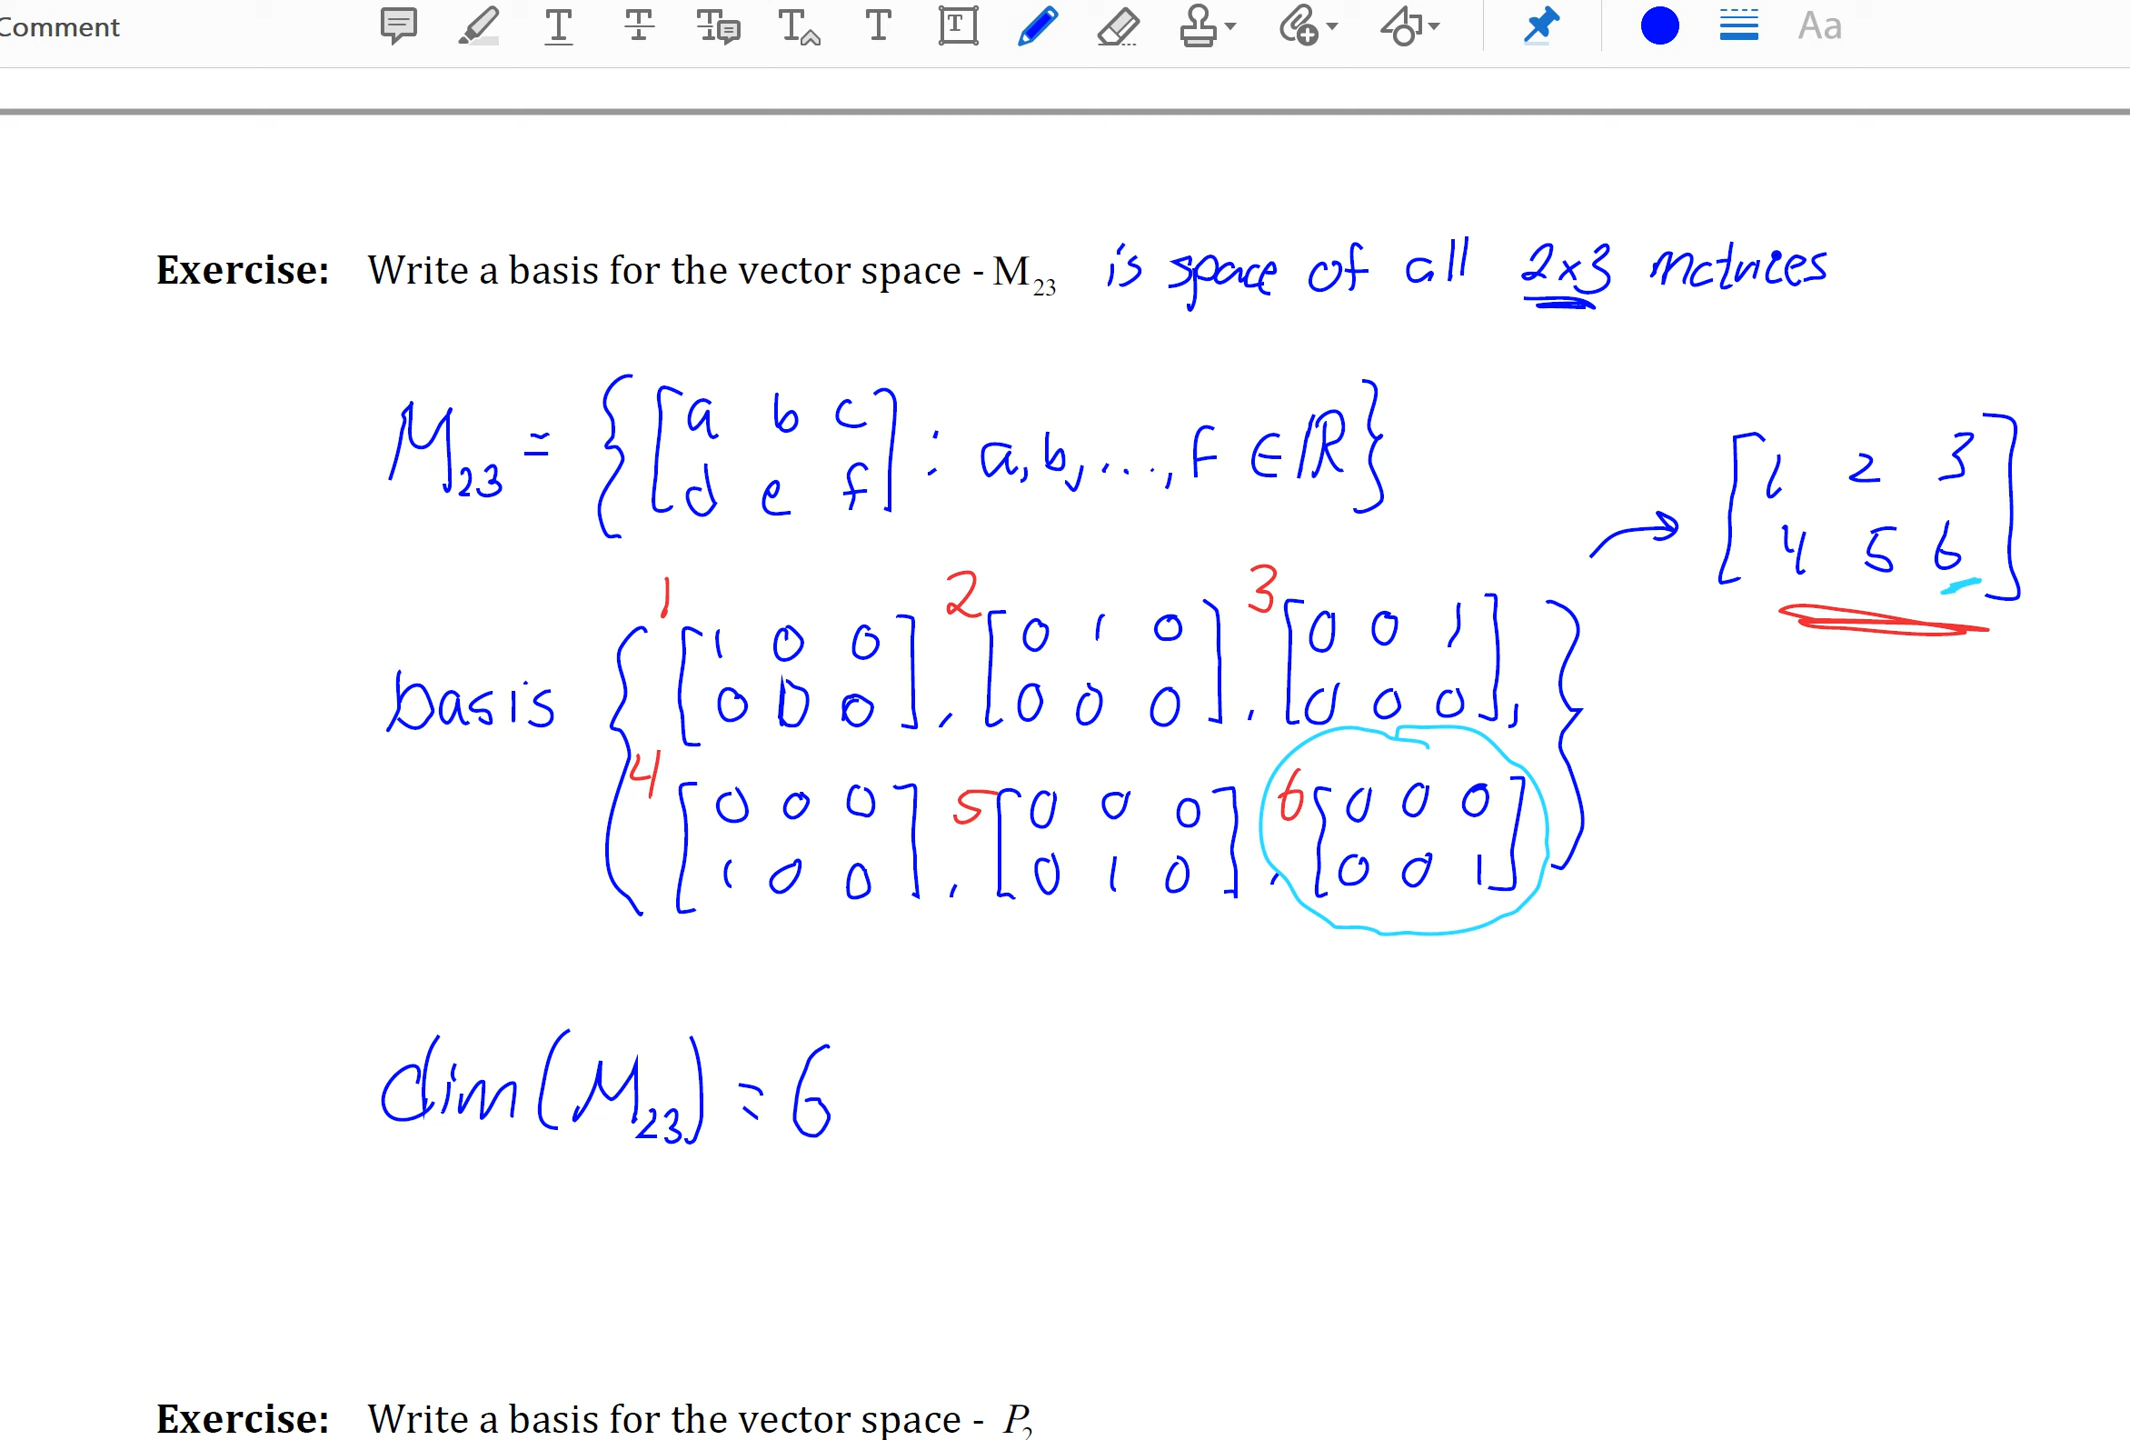 Comment
T T T T T T Aa
Exercise: Write a basis for the vector space - M23 is space of all 2x3 matrices
M23 = { [ a b c ] : a, b, ..., F ∈ ℝ }
[ d e f ]
[ 1 2 3 ]
[ 4 5 6 ]
1 2 3
basis { [ 1 0 0 ] , [ 0 1 0 ] , [ 0 0 1 ] ,
[ 0 0 0 ] [ 0 0 0 ] [ 0 0 0 ]
4 5 6
[ 0 0 0 ] , [ 0 0 0 ] , [ 0 0 0 ] }
[ 1 0 0 ] [ 0 1 0 ] [ 0 0 1 ]
dim(M23) = 6
Exercise: Write a basis for the vector space - P2